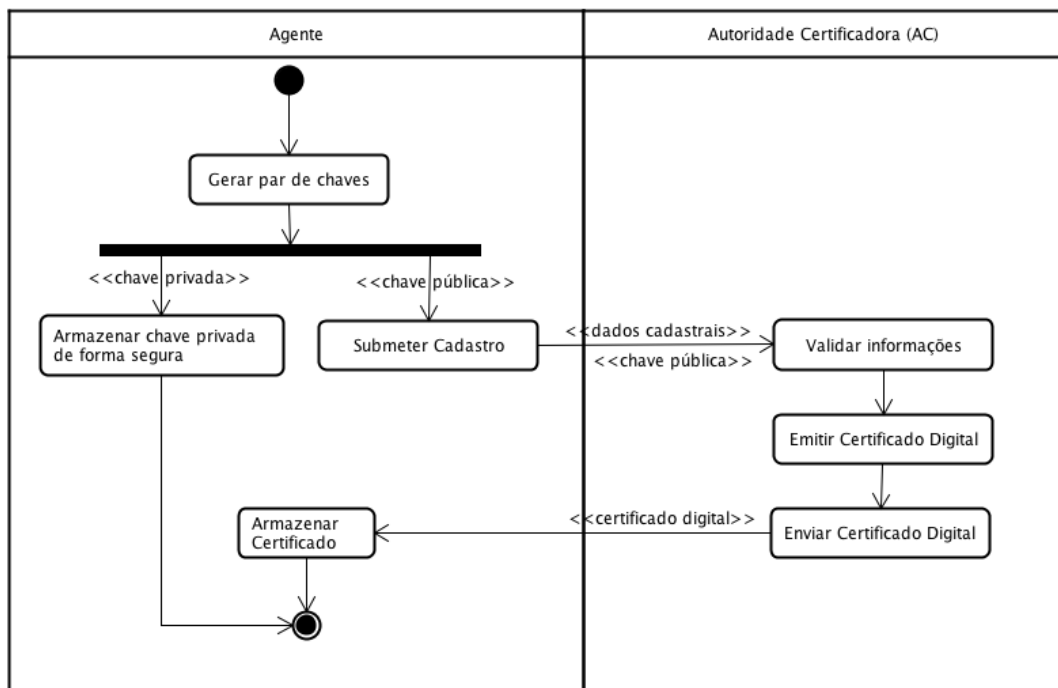 Agente
Autoridade Certificadora (AC)
Gerar par de chaves
<<chave privada>>
<<chave pública>>
Armazenar chave privada
de forma segura
Submeter Cadastro
<<dados cadastrais>>
<<chave pública>>
Validar informações
Emitir Certificado Digital
Enviar Certificado Digital
<<certificado digital>>
Armazenar
Certificado